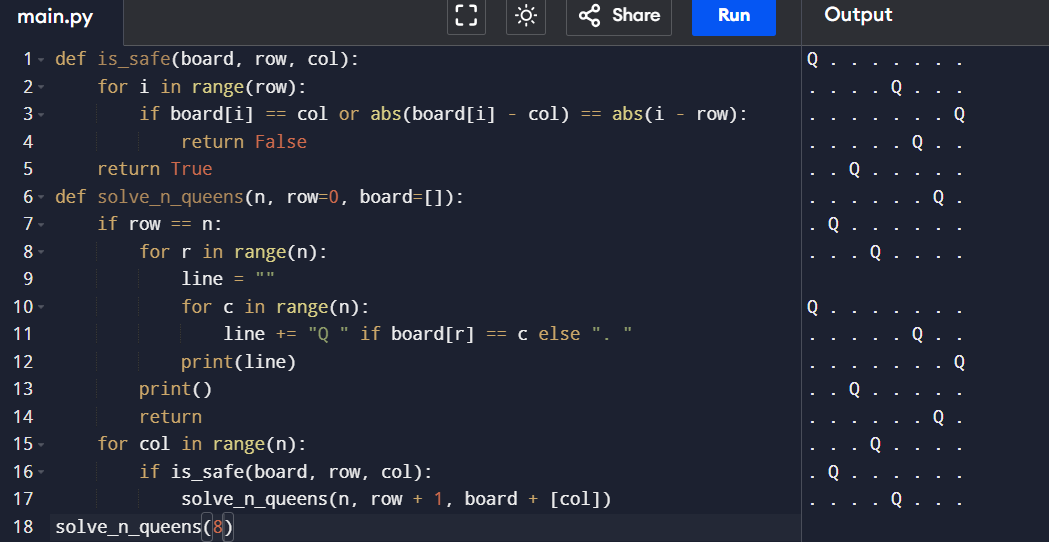 main.py Share Run Output
1 def is_safe(board, row, col):
2     for i in range(row):
3         if board[i] == col or abs(board[i] - col) == abs(i - row):
4             return False
5     return True
6 def solve_n_queens(n, row=0, board=[]):
7     if row == n:
8         for r in range(n):
9             line = ""
10             for c in range(n):
11                 line += "Q " if board[r] == c else ". "
12             print(line)
13         print()
14         return
15     for col in range(n):
16         if is_safe(board, row, col):
17             solve_n_queens(n, row + 1, board + [col])
18 solve_n_queens(8)
Q . . . . . . .
. . . . Q . . .
. . . . . . . Q
. . . . . Q . .
. . Q . . . . .
. . . . . . Q .
. Q . . . . . .
. . . Q . . . .

Q . . . . . . .
. . . . . Q . .
. . . . . . . Q
. . Q . . . . .
. . . . . . Q .
. . . Q . . . .
. Q . . . . . .
. . . . Q . . .